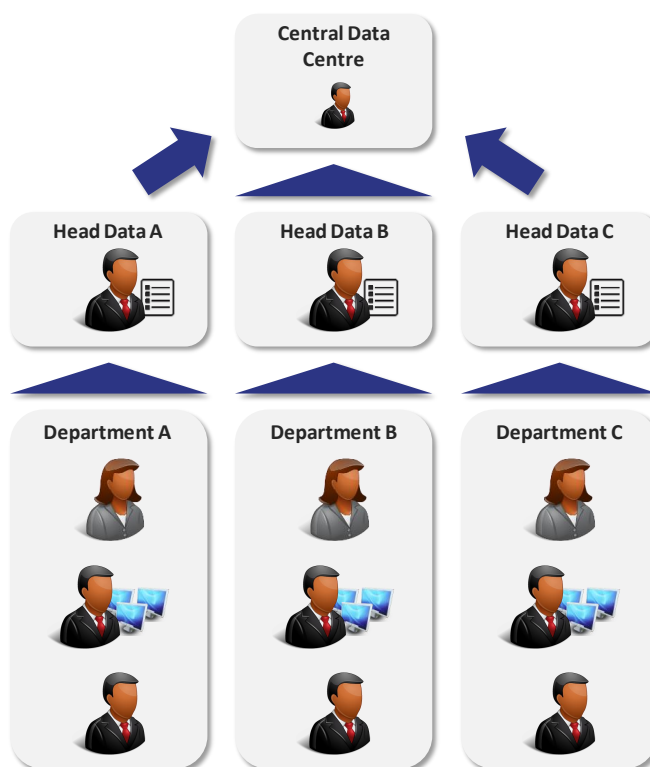 Central Data
Centre
Head Data A
Head Data B
Head Data C
Department A
Department B
Department C